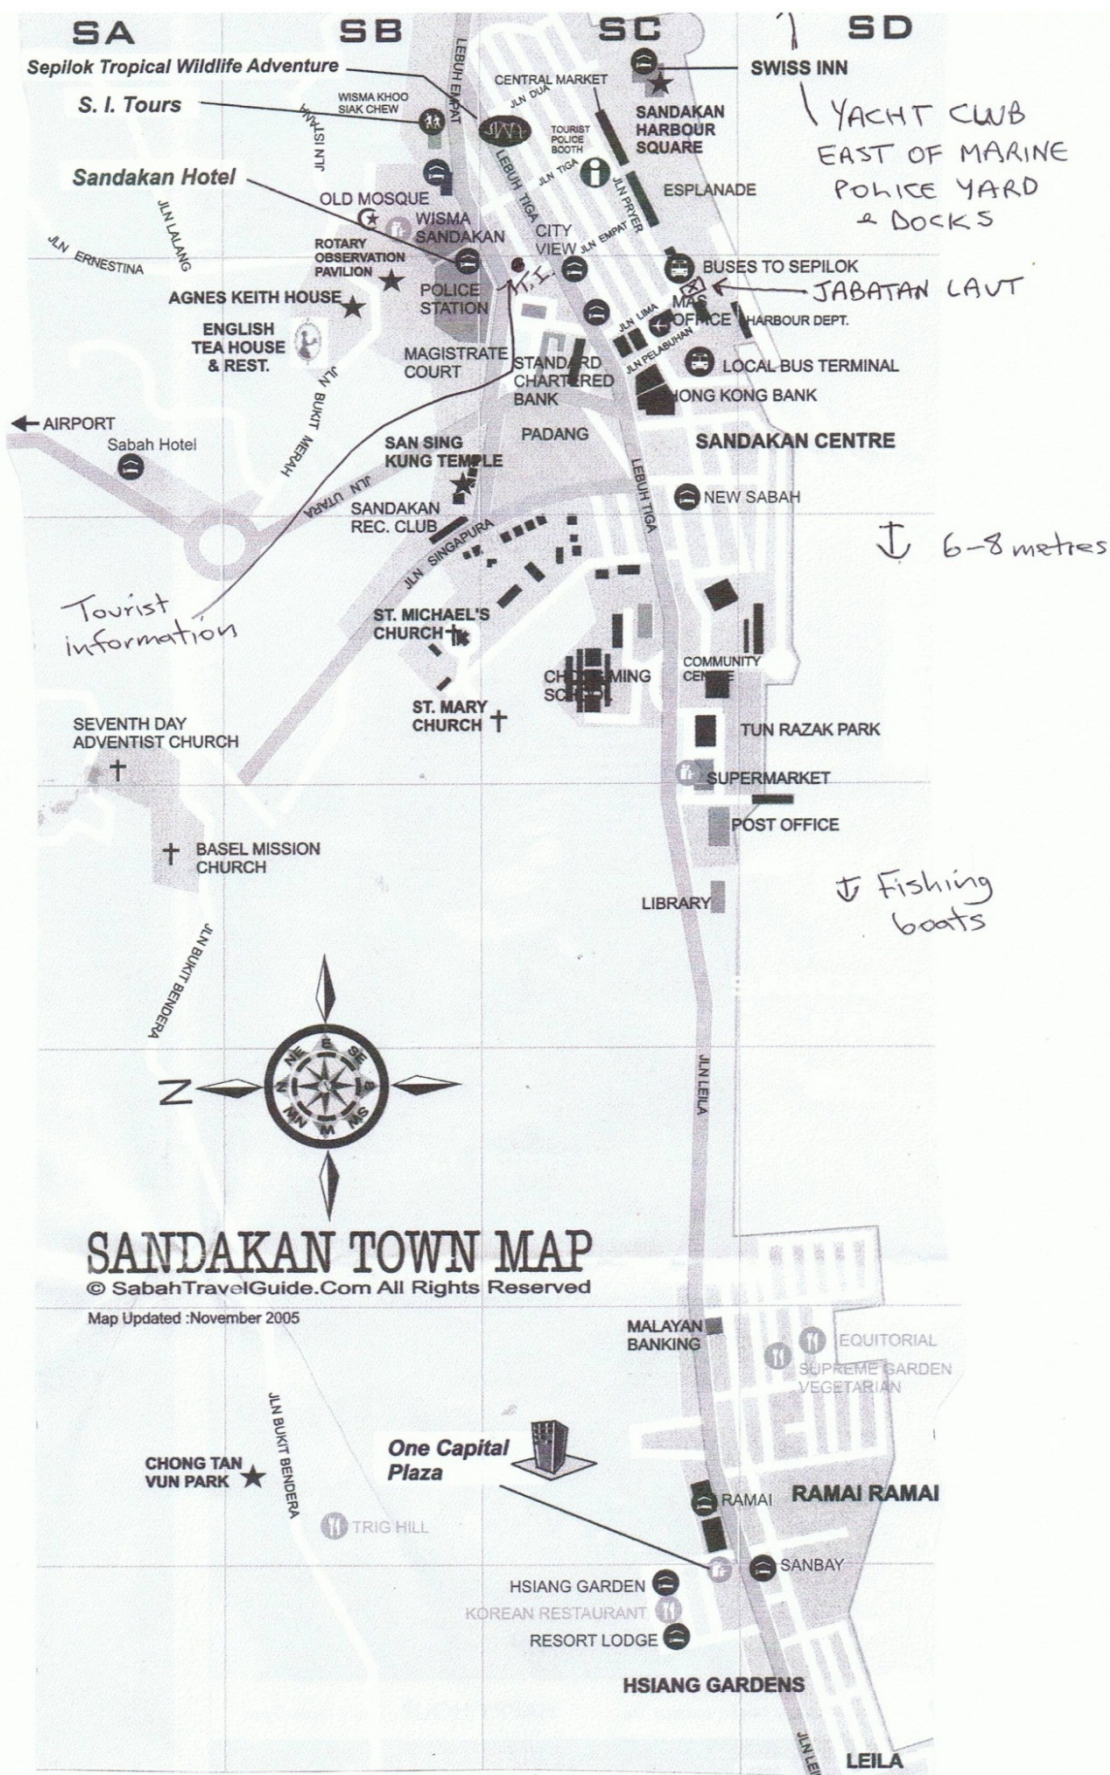 SA
SB
SC
SD
Sepilok Tropical Wildlife Adventure
S. I. Tours
Sandakan Hotel
WISMA KHOO
SIAK CHEW
LEBUH EMPAT
JLN ISTANA
CENTRAL MARKET
JLN DUA
TOURIST
POLICE
BOOTH
JLN TIGA
LEBUH TIGA
SWISS INN
SANDAKAN
HARBOUR
SQUARE
YACHT CLUB
EAST OF MARINE
POLICE YARD
& DOCKS
ESPLANADE
JLN PRYER
JLN EMPAT
OLD MOSQUE
WISMA
SANDAKAN
CITY
VIEW
JLN LALANG
JLN ERNESTINA
ROTARY
OBSERVATION
PAVILION
AGNES KEITH HOUSE
ENGLISH
TEA HOUSE
& REST.
POLICE
STATION
T.I.
BUSES TO SEPILOK
JABATAN LAUT
MAS
OFFICE
HARBOUR DEPT.
JLN LIMA
JLN PELABUHAN
MAGISTRATE
COURT
STANDARD
CHARTERED
BANK
LOCAL BUS TERMINAL
HONG KONG BANK
JLN BUKIT MERAH
AIRPORT
Sabah Hotel
SAN SING
KUNG TEMPLE
PADANG
SANDAKAN CENTRE
JLN UTARA
SANDAKAN
REC. CLUB
JLN SINGAPURA
LEBUH TIGA
NEW SABAH
6-8 metres
Tourist
information
ST. MICHAEL'S
CHURCH
ST. MARY
CHURCH
MING
SCHOOL
COMMUNITY
CENTRE
SEVENTH DAY
ADVENTIST CHURCH
TUN RAZAK PARK
SUPERMARKET
POST OFFICE
BASEL MISSION
CHURCH
LIBRARY
Fishing
boats
JLN BUKIT BENDERA
N
N
NE
E
SE
S
SW
W
NW
JLN LEILA
SANDAKAN TOWN MAP
© SabahTravelGuide.Com All Rights Reserved
Map Updated :November 2005
MALAYAN
BANKING
EQUITORIAL
SUPREME GARDEN
VEGETARIAN
JLN BUKIT BENDERA
CHONG TAN
VUN PARK
TRIG HILL
One Capital
Plaza
RAMAI
RAMAI RAMAI
SANBAY
HSIANG GARDEN
KOREAN RESTAURANT
RESORT LODGE
HSIANG GARDENS
JLN LEI
LEILA